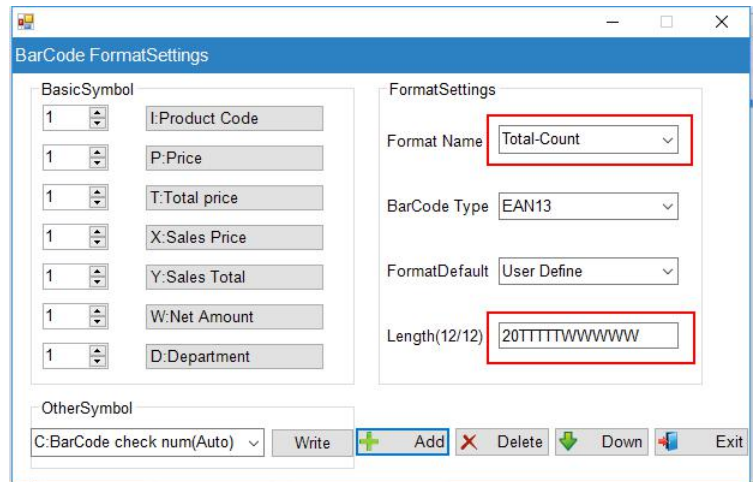 BarCode FormatSettings
BasicSymbol
1 I:Product Code
1 P:Price
1 T:Total price
1 X:Sales Price
1 Y:Sales Total
1 W:Net Amount
1 D:Department
FormatSettings
Format Name Total-Count
BarCode Type EAN13
FormatDefault User Define
Length(12/12) 20TTTTTWWWWW
OtherSymbol
C:BarCode check num(Auto) Write Add Delete Down Exit